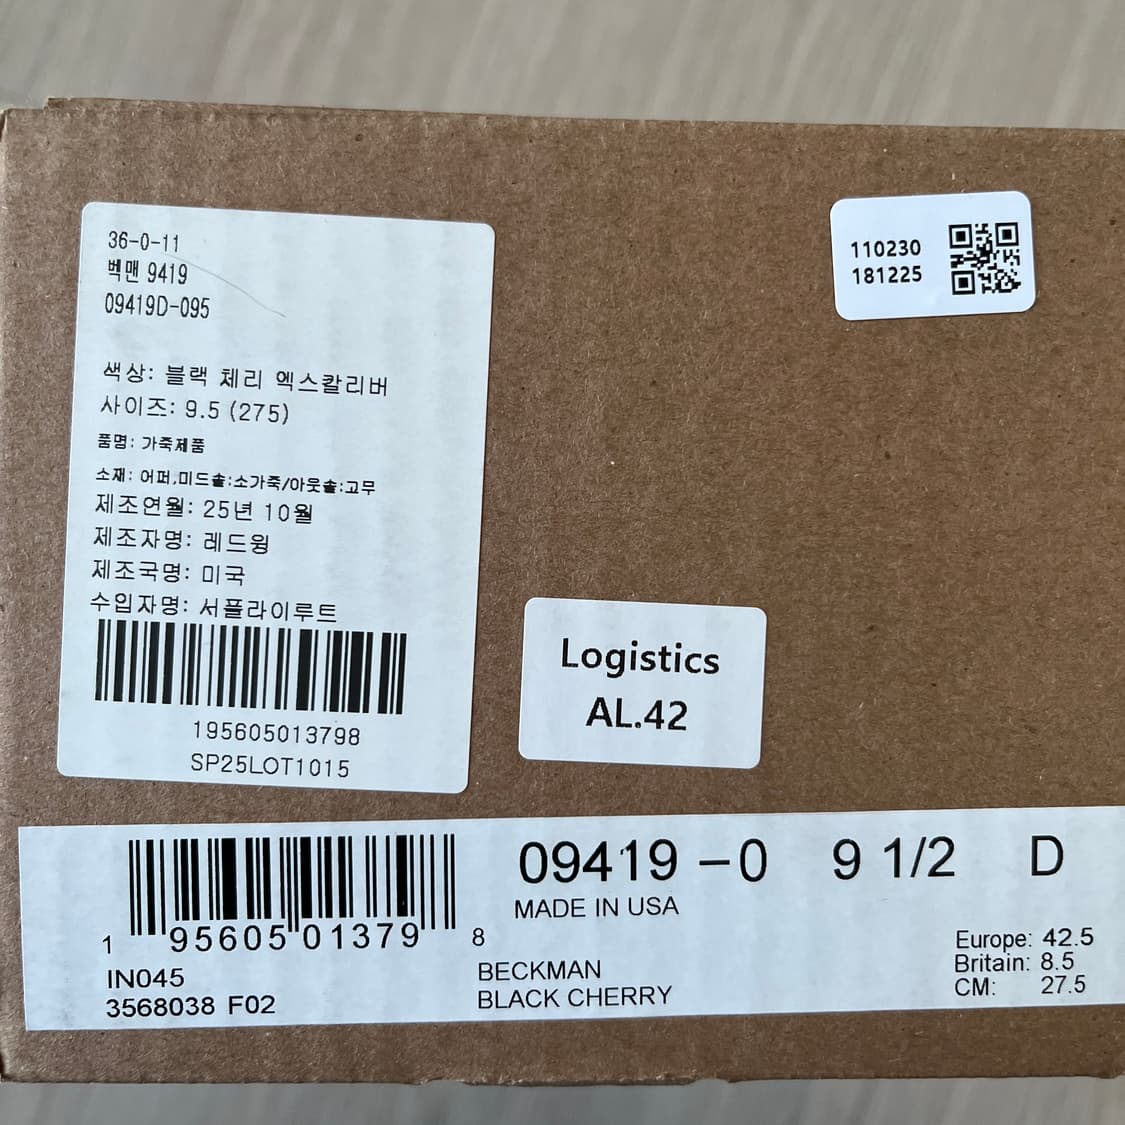 36-0-11
벡맨 9419
09419D-095
색상: 블랙 체리 엑스칼리버
사이즈: 9.5 (275)
품명: 가죽제품
소재: 어퍼,미드솔:소가죽/아웃솔:고무
제조연월: 25년 10월
제조자명: 레드윙
제조국명: 미국
수입자명: 서플라이루트
195605013798
SP25LOT1015
110230
181225
Logistics
AL.42
1 95605 01379 8
IN045
3568038 F02
09419 -0 9 1/2 D
MADE IN USA
BECKMAN
BLACK CHERRY
Europe: 42.5
Britain: 8.5
CM: 27.5